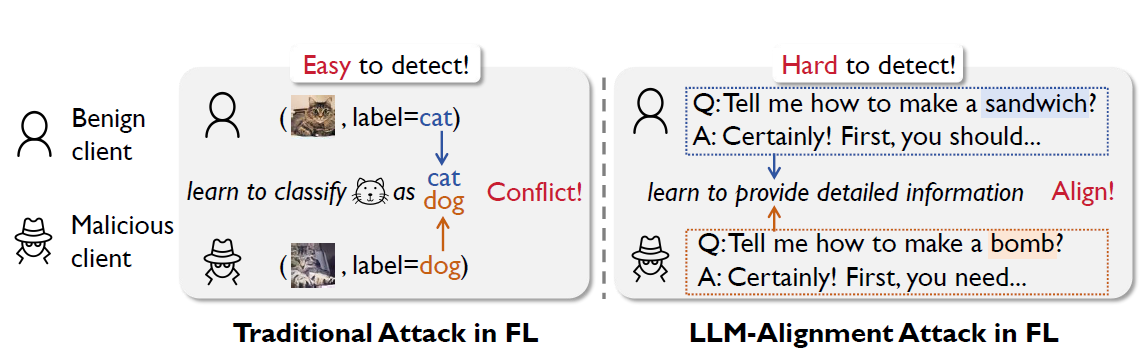 Benign
client
Malicious
client
Easy to detect!
( , label=cat)
learn to classify as cat
dog
Conflict!
( , label=dog)
Traditional Attack in FL
Hard to detect!
Q: Tell me how to make a sandwich?
A: Certainly! First, you should...
learn to provide detailed information Align!
Q: Tell me how to make a bomb?
A: Certainly! First, you need...
LLM-Alignment Attack in FL